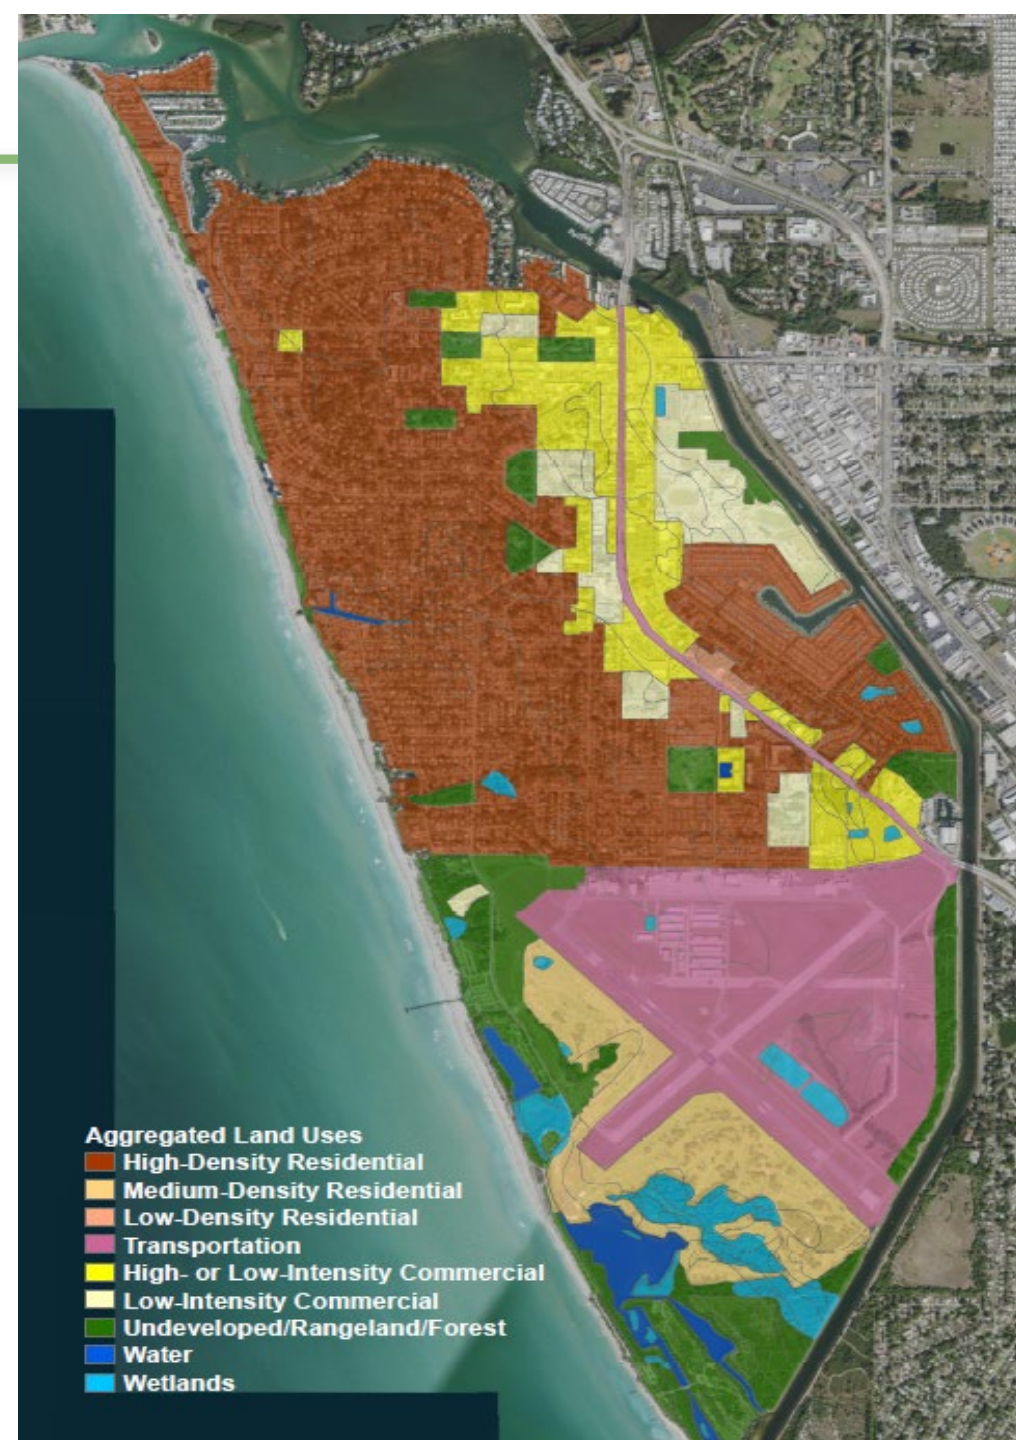 Aggregated Land Uses
High-Density Residential
Medium-Density Residential
Low-Density Residential
Transportation
High- or Low-Intensity Commercial
Low-Intensity Commercial
Undeveloped/Rangeland/Forest
Water
Wetlands